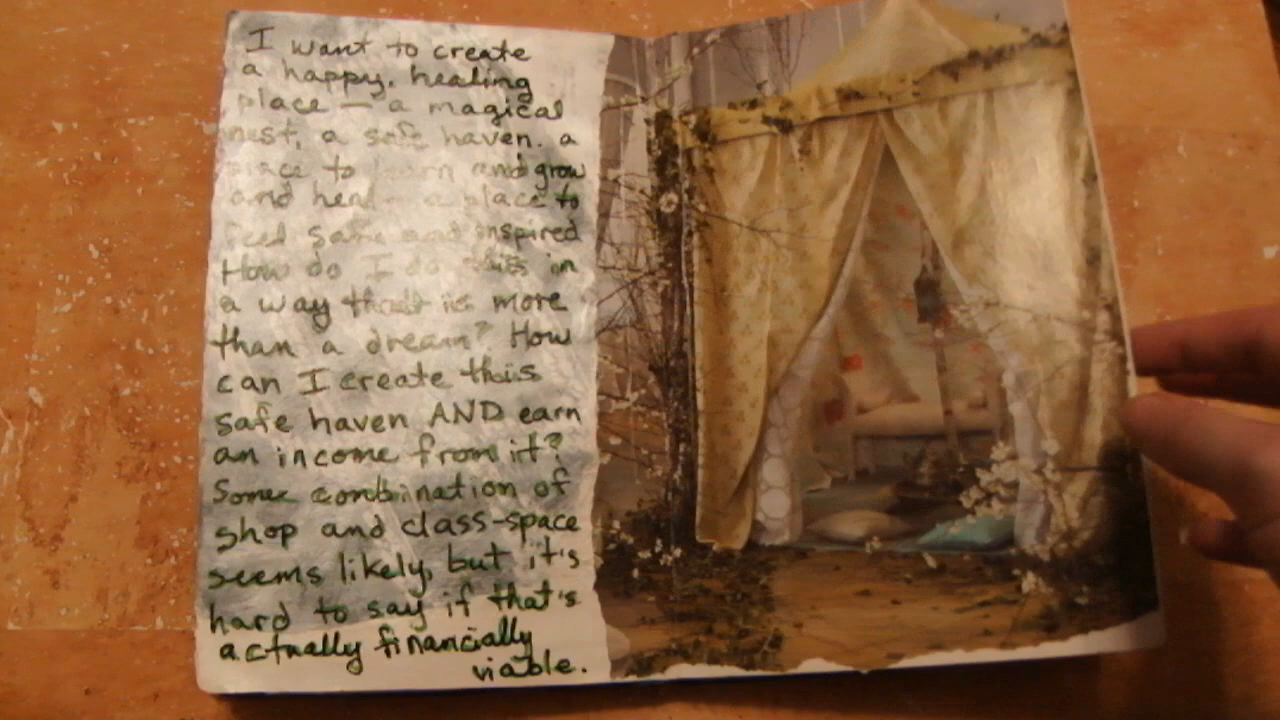 I want to create
a happy, healing
place — a magical
nest, a safe haven. a
place to learn and grow
and heal — a place to
feel sane and inspired
How do I do this in
a way that is more
than a dream? How
can I create this
safe haven AND earn
an income from it?
Some combination of
shop and class-space
seems likely, but it's
hard to say if that's
actually financially
viable.